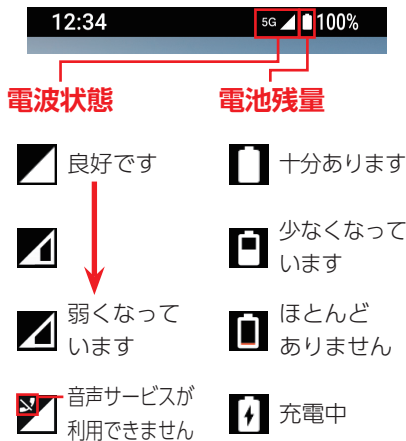 12:34 5G 100%
電波状態 電池残量
良好です
弱くなって
います
音声サービスが
利用できません
十分あります
少なくなって
います
ほとんど
ありません
充電中